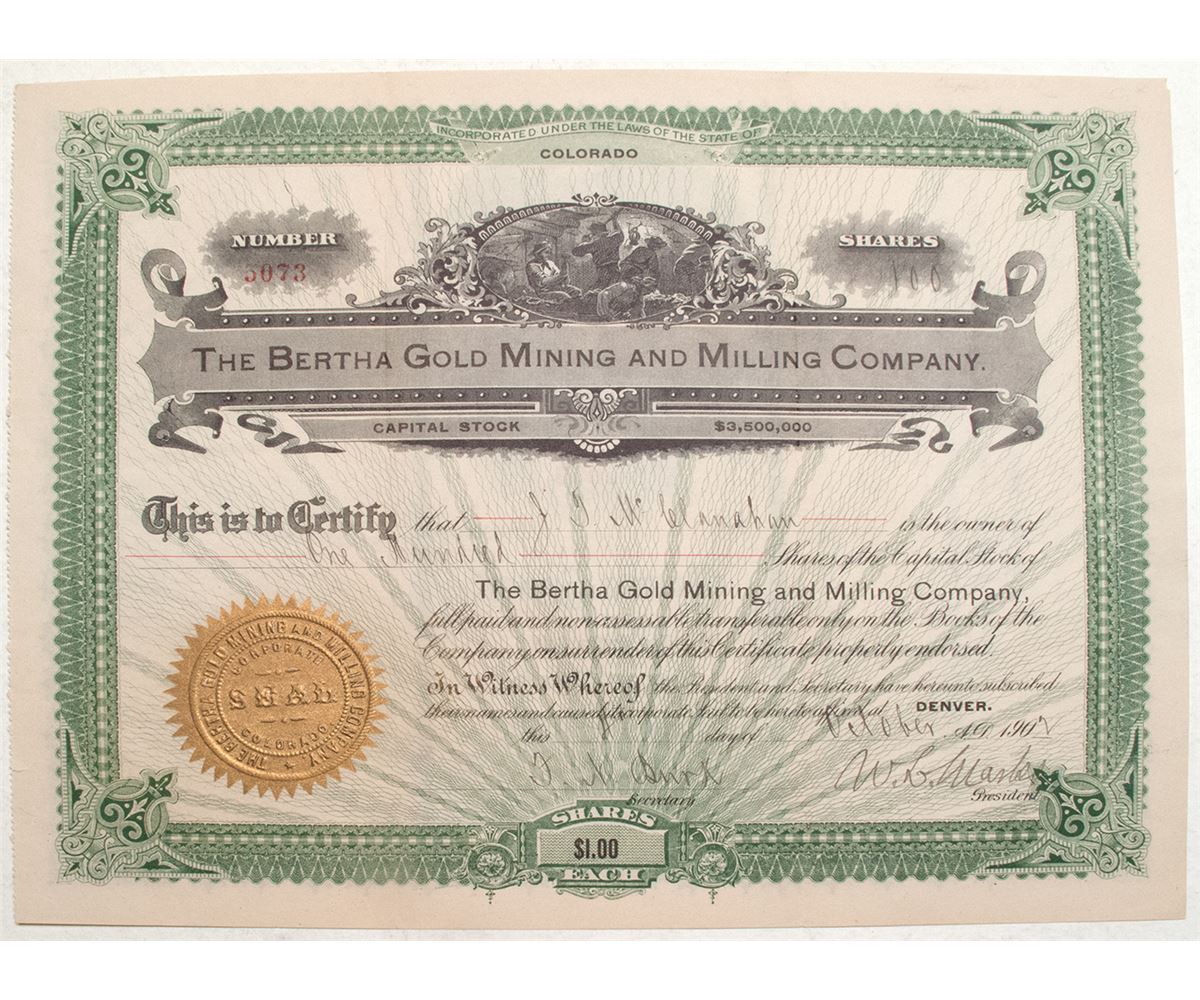 INCORPORATED UNDER THE LAWS OF THE STATE OF
COLORADO
NUMBER
5073
SHARES
100
THE BERTHA GOLD MINING AND MILLING COMPANY.
CAPITAL STOCK $3,500,000
This is to Certify that J. T. McClanahan is the owner of
One Hundred Shares of the Capital Stock of
The Bertha Gold Mining and Milling Company,
full paid and non-assessable transferable only on the Books of the
Company on surrender of this Certificate properly endorsed.
In Witness Whereof the President and Secretary have hereunto subscribed
their names and caused its corporate Seal to be hereto affixed at DENVER.
this day of October A.D. 1902
Secretary
President
THE BERTHA GOLD MINING AND MILLING COMPANY.
CORPORATE
SEAL
COLORADO
SHARES
$1.00
EACH